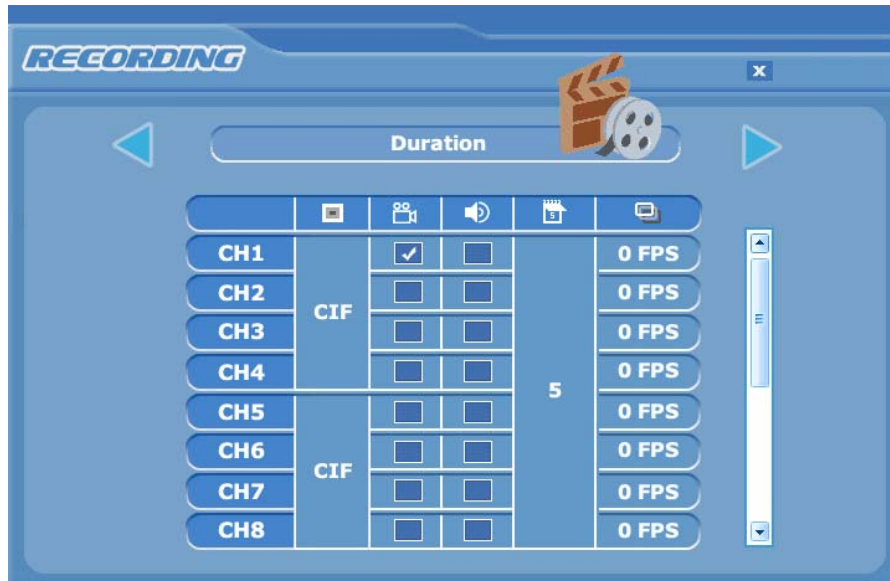 RECORDING
x
Duration
5
CH1 0 FPS
CH2 0 FPS
CIF
CH3 0 FPS
CH4 0 FPS
5
CH5 0 FPS
CH6 0 FPS
CIF
CH7 0 FPS
CH8 0 FPS